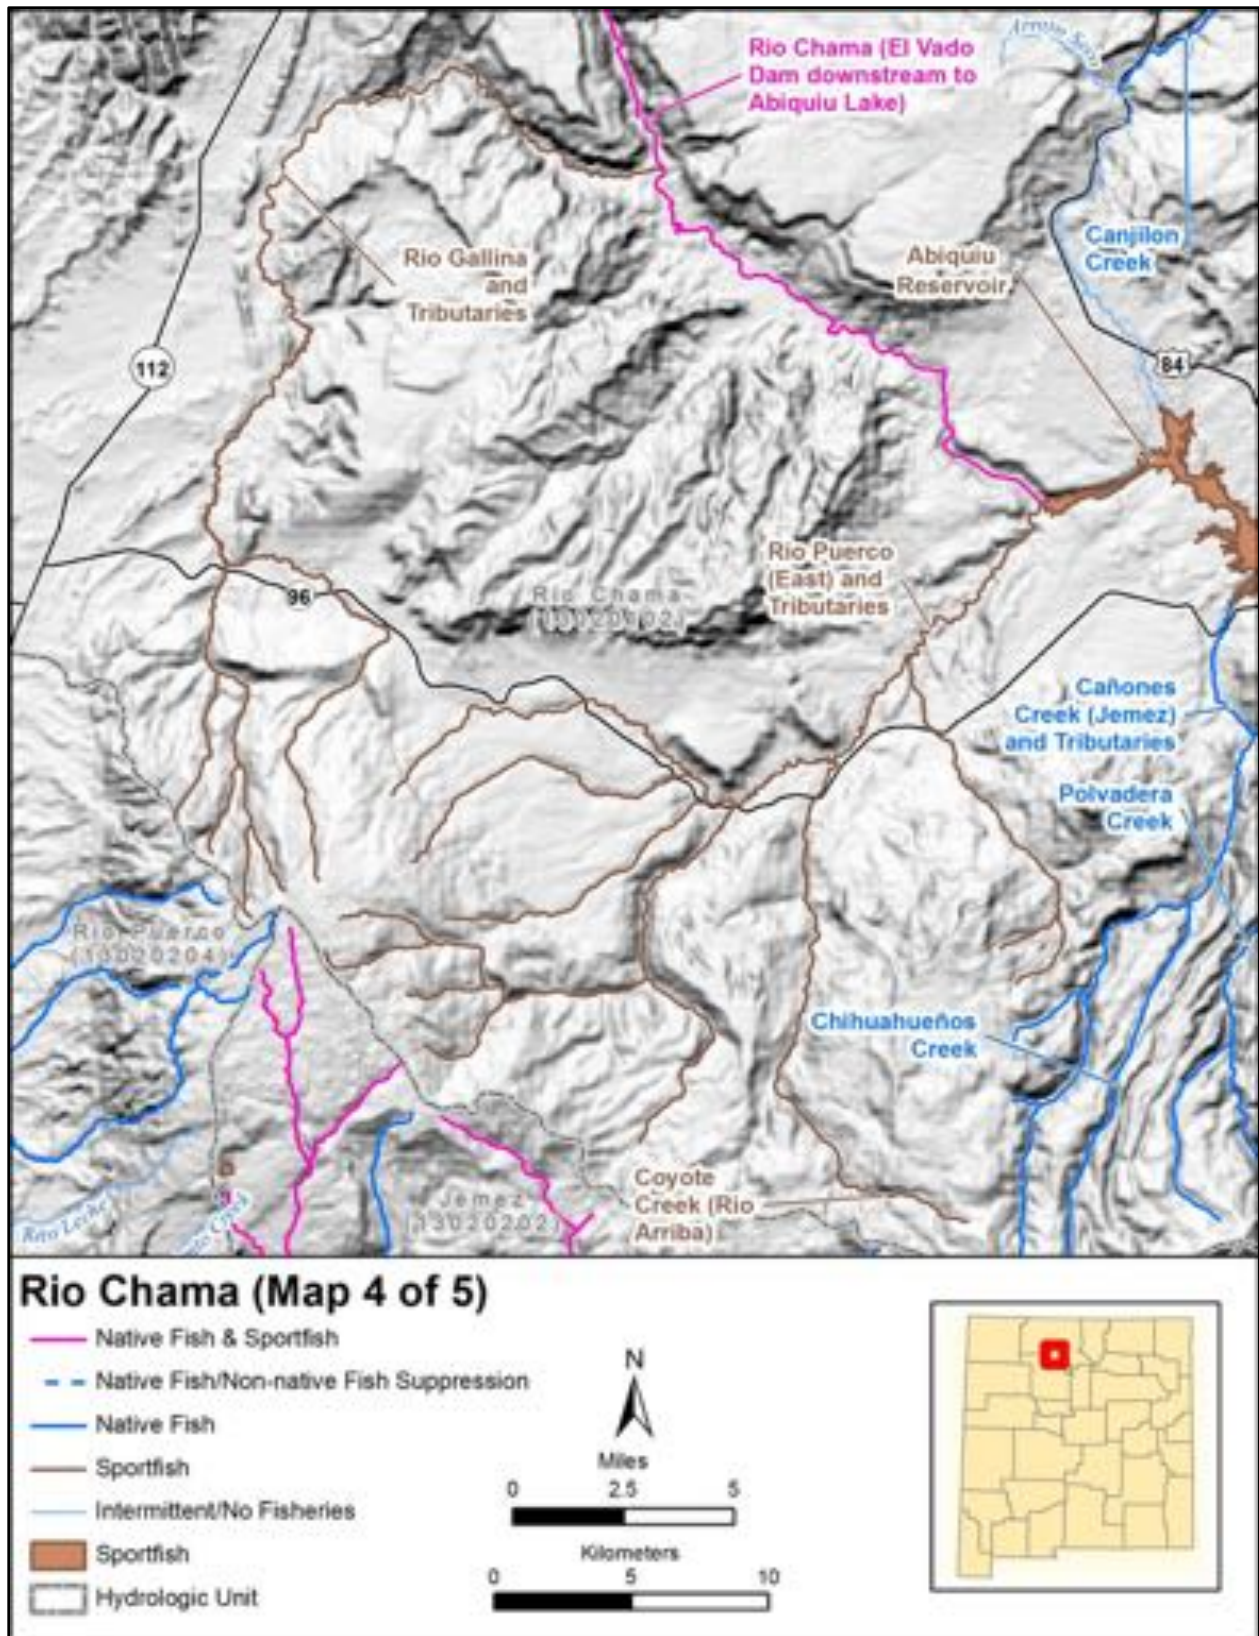 Arroyo Seco
Rio Chama (El Vado
Dam downstream to
Abiquiu Lake)
Canjilon
Creek
Abiquiu
Reservoir
Rio Gallina
and
Tributaries
112
84
Rio Puerco
(East) and
Tributaries
96
Rio Chama
(13020102)
Cañones
Creek (Jemez)
and Tributaries
Polvadera
Creek
Rio Puerco
(13020204)
Chihuahueños
Creek
Coyote
Creek (Rio
Arriba)
Jemez
(13020202)
Rito Leche
Creek
Rio Chama (Map 4 of 5)
Native Fish & Sportfish
Native Fish/Non-native Fish Suppression
Native Fish
Sportfish
Intermittent/No Fisheries
Sportfish
Hydrologic Unit
N
Miles
0 2.5 5
Kilometers
0 5 10